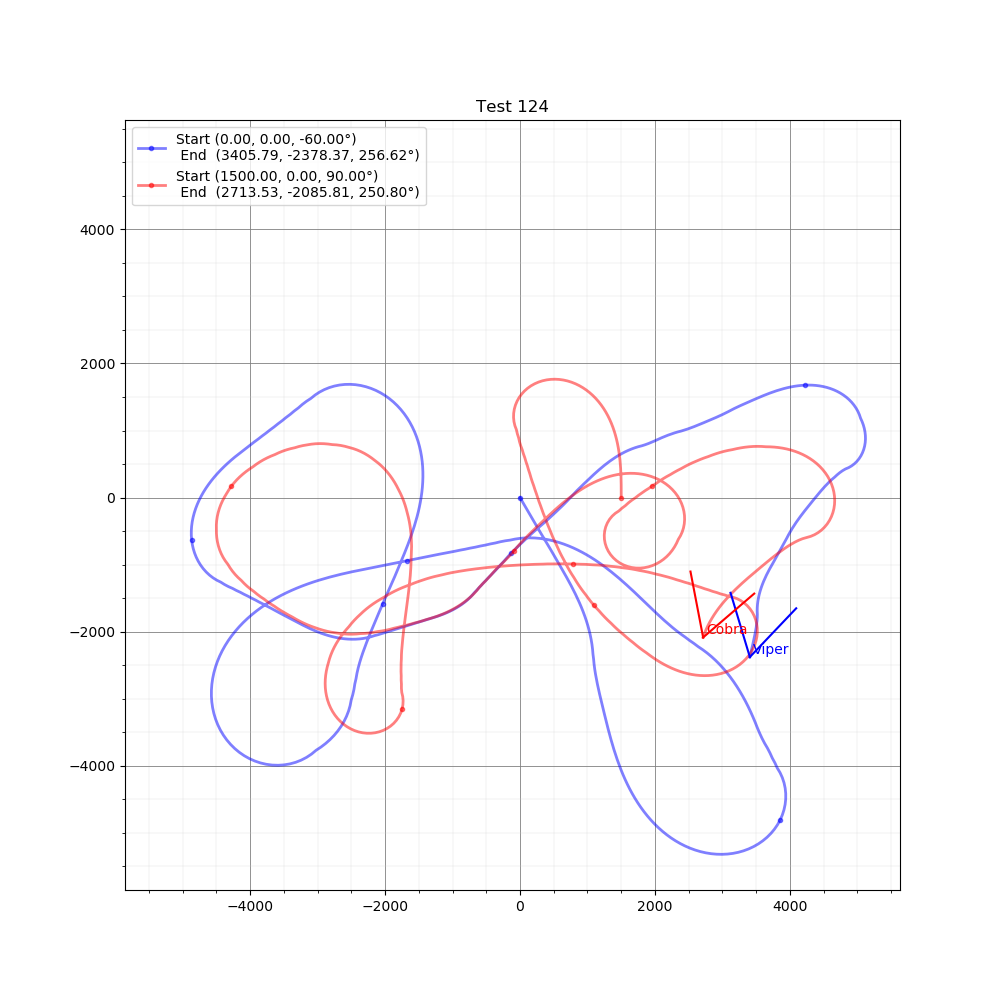 Test 124
Start (0.00, 0.00, -60.00°)
End (3405.79, -2378.37, 256.62°)
Start (1500.00, 0.00, 90.00°)
End (2713.53, -2085.81, 250.80°)
4000
2000
0
−2000
−4000
Cobra
Viper
−4000
−2000
0
2000
4000